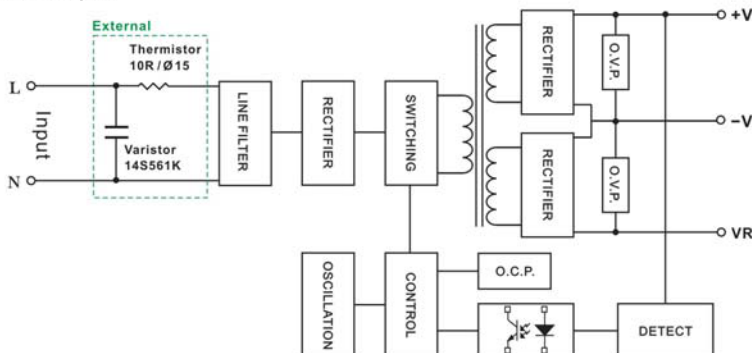 External
Thermistor
10R/Ø15
L
Input
N
Varistor
14S561K
LINE FILTER
RECTIFIER
SWITCHING
RECTIFIER
RECTIFIER
O.V.P.
O.V.P.
+V
−V
VR
OSCILLATION
CONTROL
O.C.P.
DETECT